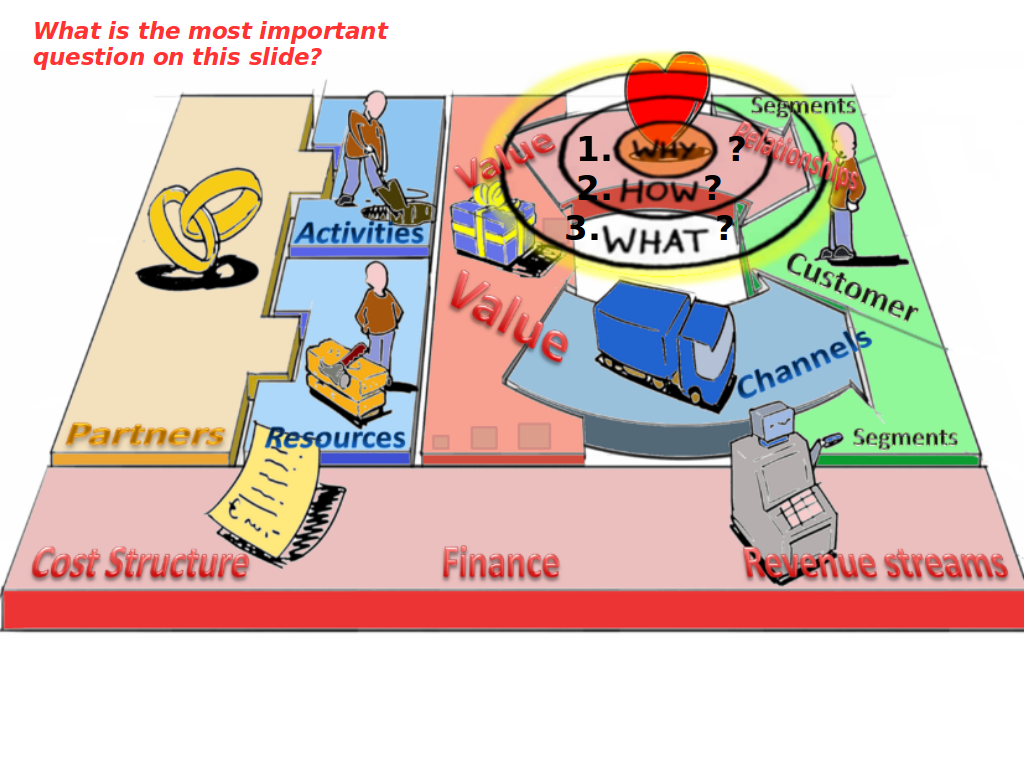 What is the most important
question on this slide?
Segments
Relationships
Value
1. WHY ?
2. HOW ?
3. WHAT ?
Activities
Customer
Value
Channels
Partners
Resources
Segments
Cost Structure
Finance
Revenue streams